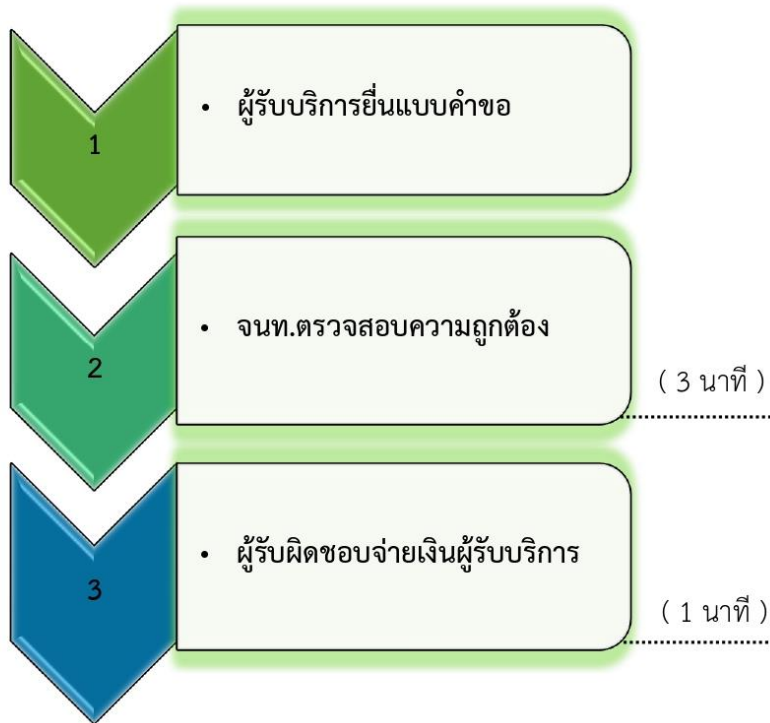 1
• ผู้รับบริการยื่นแบบคำขอ
2
• จนท.ตรวจสอบความถูกต้อง
( 3 นาที )
3
• ผู้รับผิดชอบจ่ายเงินผู้รับบริการ
( 1 นาที )